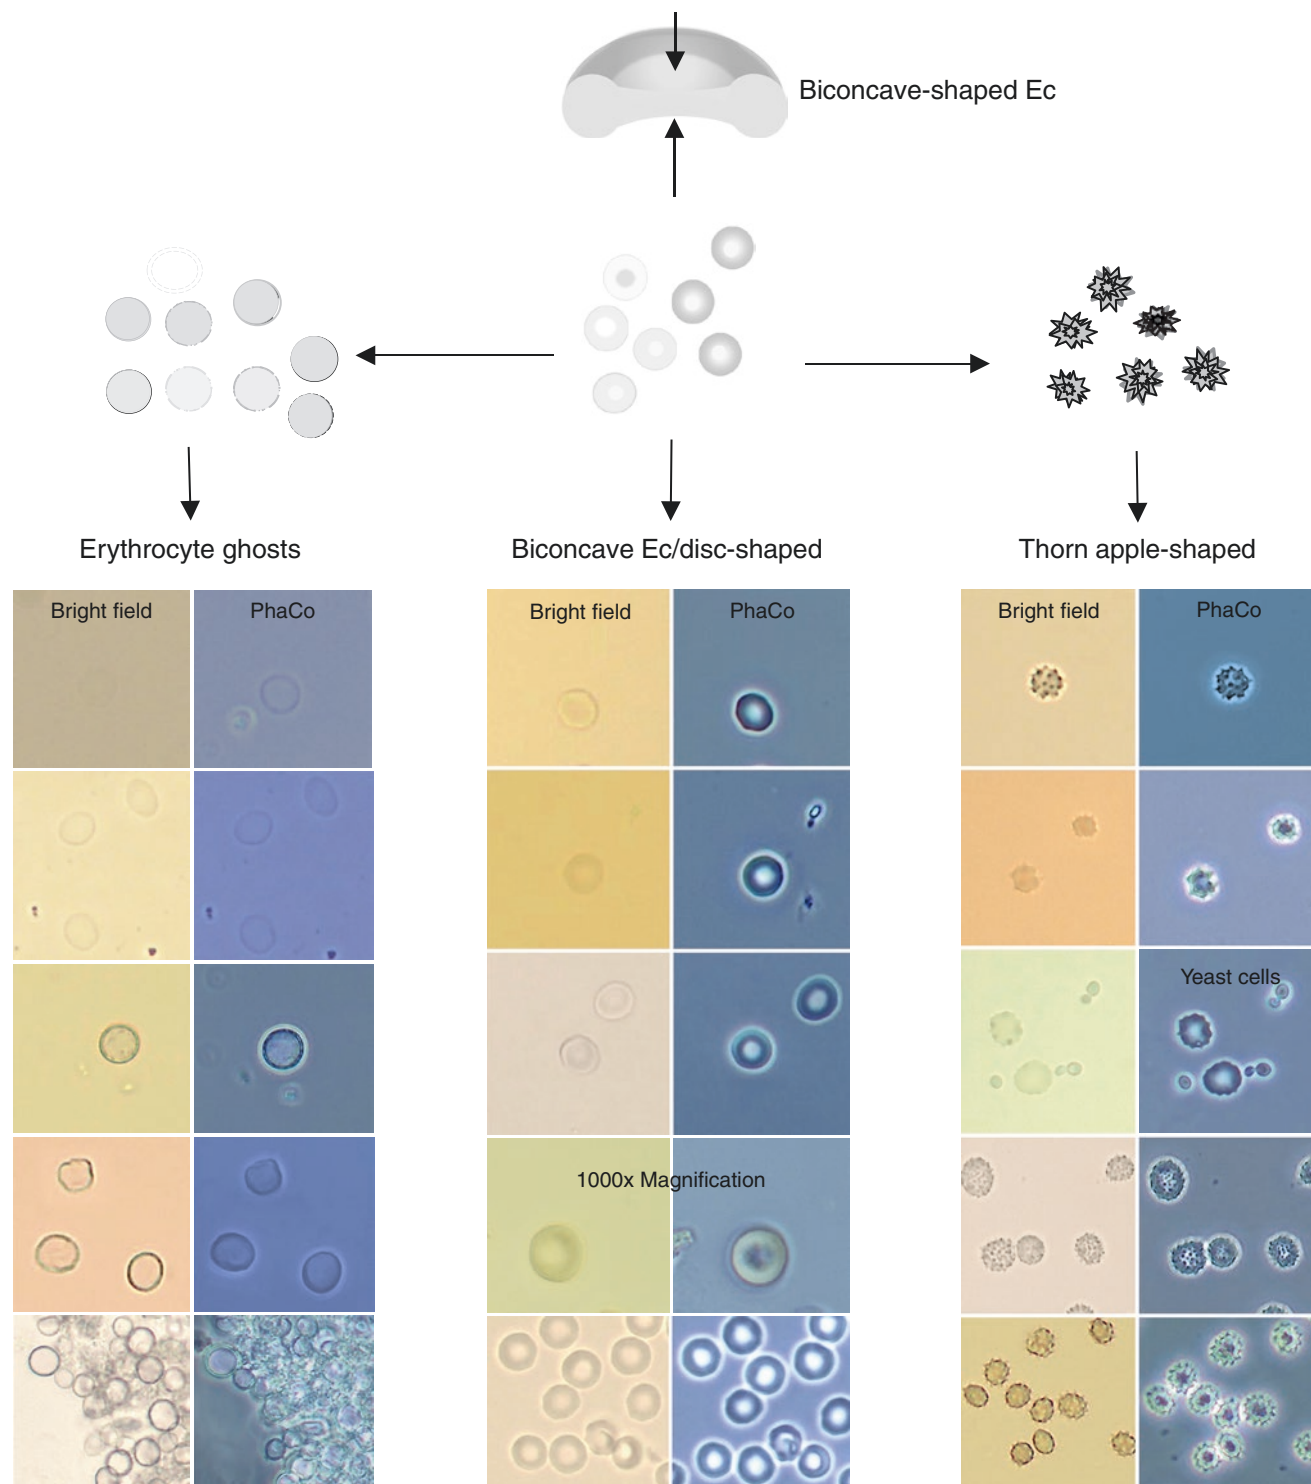 Biconcave-shaped Ec
Erythrocyte ghosts
Biconcave Ec/disc-shaped
Thorn apple-shaped
Bright field
PhaCo
Bright field
PhaCo
Bright field
PhaCo
Yeast cells
1000x Magnification